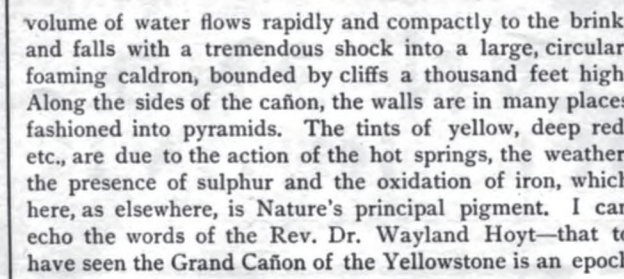 volume of water flows rapidly and compactly to the brink
and falls with a tremendous shock into a large, circular
foaming caldron, bounded by cliffs a thousand feet high
Along the sides of the cañon, the walls are in many places
fashioned into pyramids. The tints of yellow, deep red
etc., are due to the action of the hot springs, the weather
the presence of sulphur and the oxidation of iron, which
here, as elsewhere, is Nature's principal pigment. I can
echo the words of the Rev. Dr. Wayland Hoyt—that to
have seen the Grand Cañon of the Yellowstone is an epoch